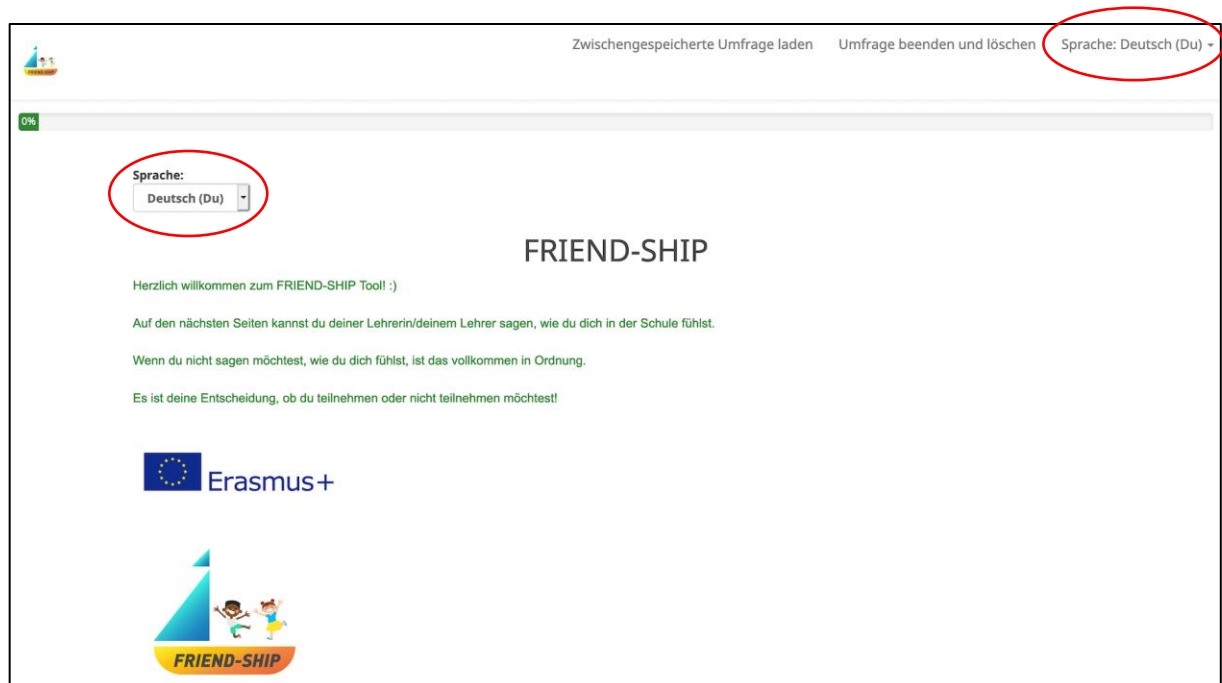 Zwischengespeicherte Umfrage laden Umfrage beenden und löschen Sprache: Deutsch (Du)
FRIEND-SHIP
0%
Sprache:
Deutsch (Du)
FRIEND-SHIP
Herzlich willkommen zum FRIEND-SHIP Tool! :)
Auf den nächsten Seiten kannst du deiner Lehrerin/deinem Lehrer sagen, wie du dich in der Schule fühlst.
Wenn du nicht sagen möchtest, wie du dich fühlst, ist das vollkommen in Ordnung.
Es ist deine Entscheidung, ob du teilnehmen oder nicht teilnehmen möchtest!
Erasmus+
FRIEND-SHIP